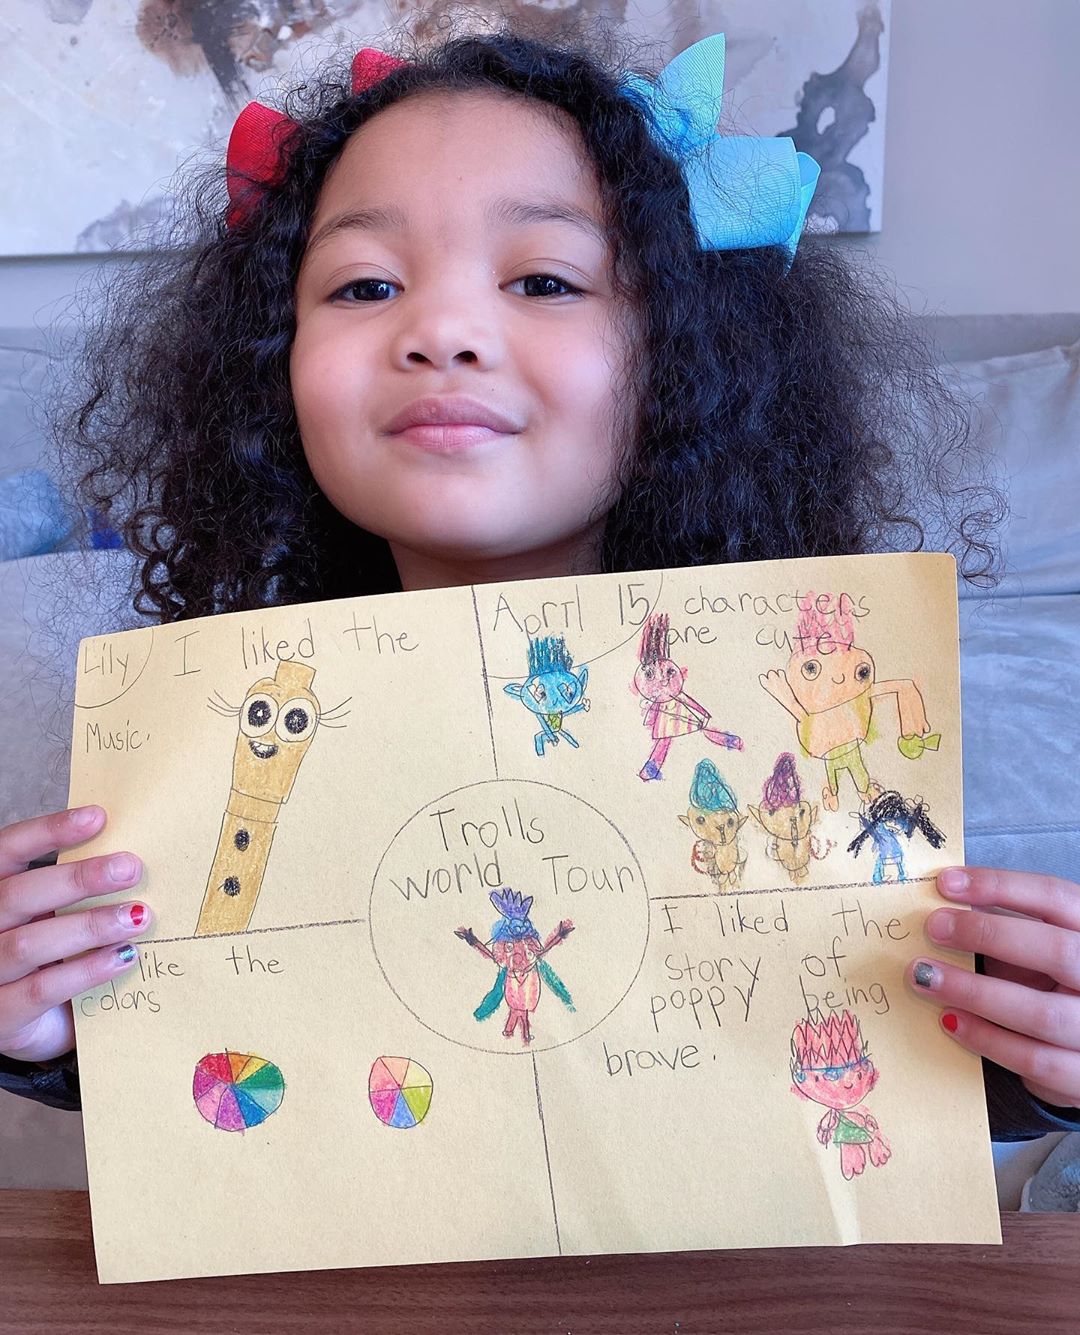 Lily
I liked the
Music.
April 15
characters
are cute
Trolls
world Tour
like the
colors
I liked the
story of
poppy being
brave.